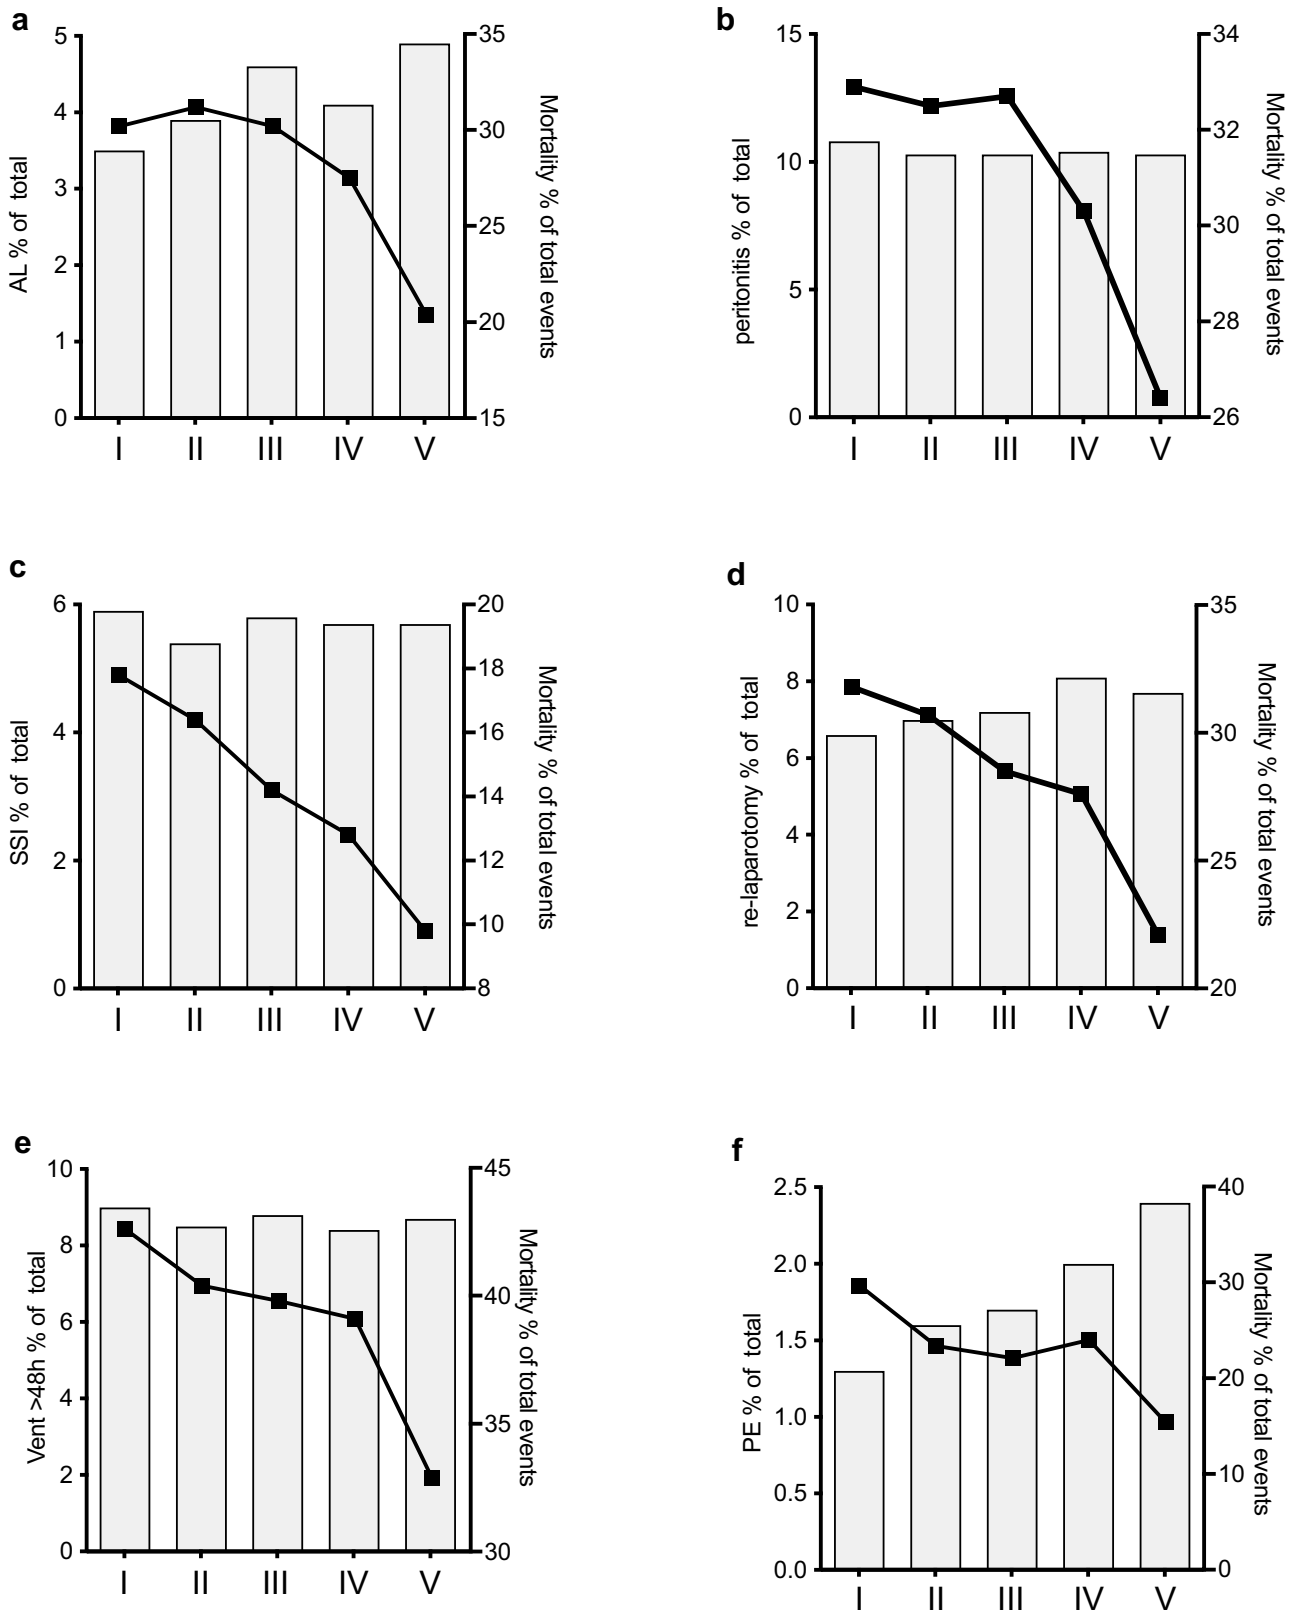 a
5
4
3
2
1
0
AL % of total
35
30
25
20
15
Mortality % of total events
I II III IV V
b
15
10
5
0
peritonitis % of total
34
32
30
28
26
Mortality % of total events
I II III IV V
c
6
4
2
0
SSI % of total
20
18
16
14
12
10
8
Mortality % of total events
I II III IV V
d
10
8
6
4
2
0
re-laparotomy % of total
35
30
25
20
Mortality % of total events
I II III IV V
e
10
8
6
4
2
0
Vent >48h % of total
45
40
35
30
Mortality % of total events
I II III IV V
f
2.5
2.0
1.5
1.0
0.5
0.0
PE % of total
40
30
20
10
0
Mortality % of total events
I II III IV V